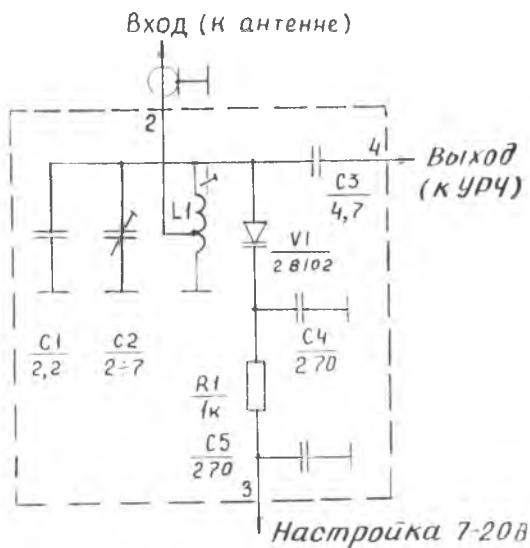 Вход (к антенне)
2
4
Выход
(к УРЧ)
C3
4,7
L1
V1
2В102
C1
2,2
C2
2÷7
C4
270
R1
1к
C5
270
3
Настройка 7-20В